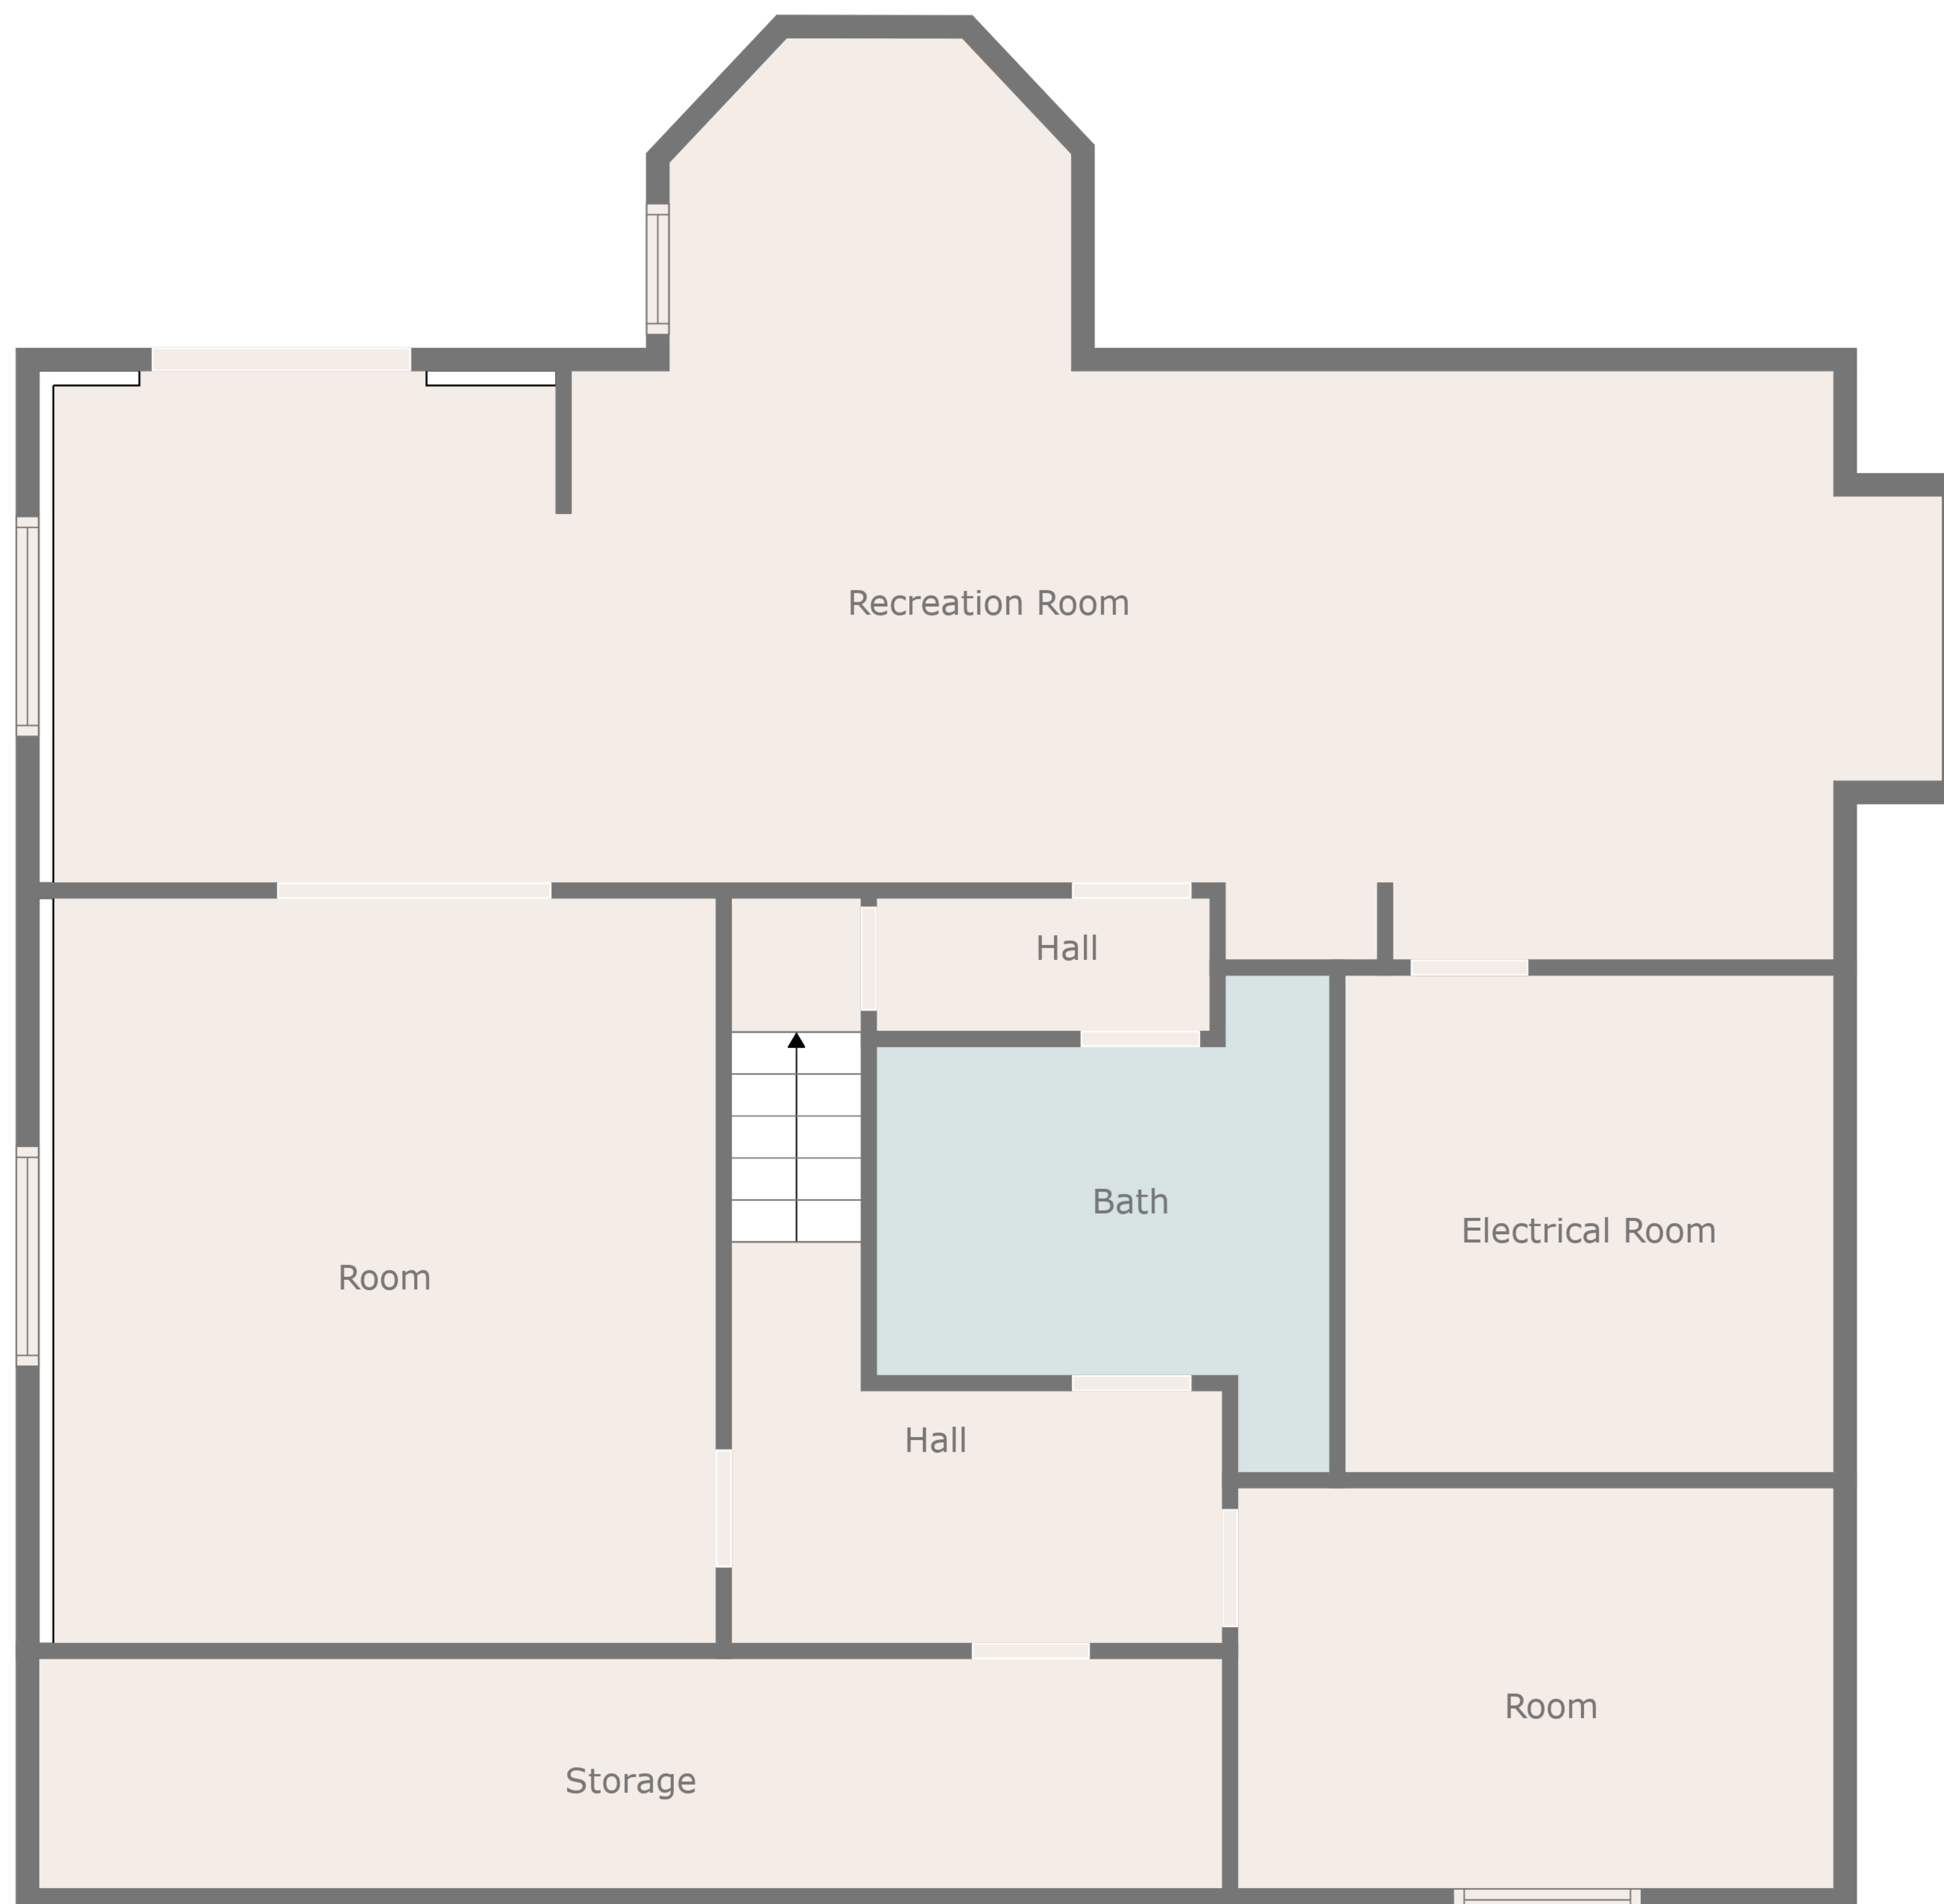 Recreation Room
Hall
Bath
Electrical Room
Room
Hall
Room
Storage